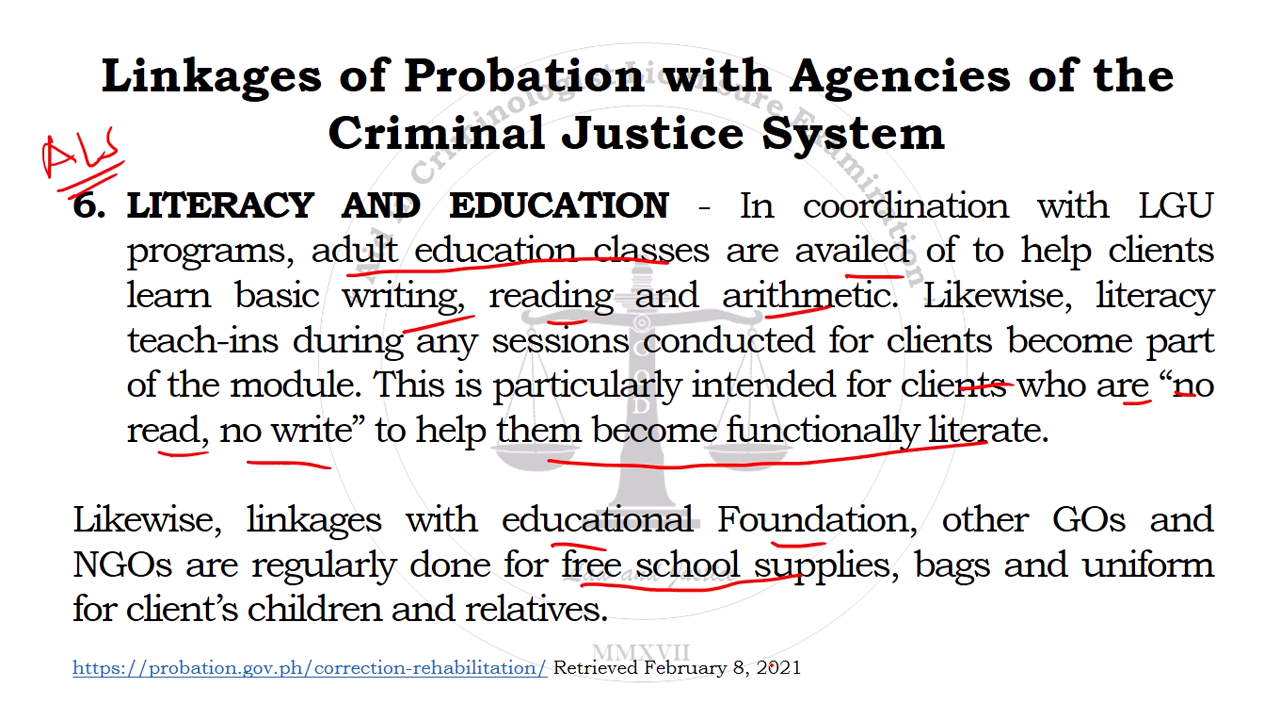 Linkages of Probation with Agencies of the
Criminal Justice System
ALS
6. LITERACY AND EDUCATION - In coordination with LGU
programs, adult education classes are availed of to help clients
learn basic writing, reading and arithmetic. Likewise, literacy
teach-ins during any sessions conducted for clients become part
of the module. This is particularly intended for clients who are “no
read, no write” to help them become functionally literate.
Likewise, linkages with educational Foundation, other GOs and
NGOs are regularly done for free school supplies, bags and uniform
for client’s children and relatives.
MMXVII
https://probation.gov.ph/correction-rehabilitation/ Retrieved February 8, 2021
Criminologist Licensure Examination